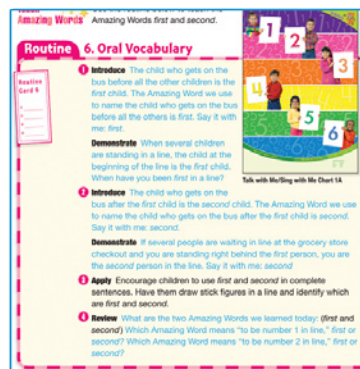 Amazing Words
Amazing Words first and second.
Routine
6. Oral Vocabulary
Routine
Card 6
1 Introduce The child who gets on the
bus before all the other children is the
first child. The Amazing Word we use
to name the child who gets on the bus
before all others is first. Say it with
me: first.
Demonstrate When several children
are standing in a line, the child at the
beginning of the line is the first child.
When have you been first in a line?
2 Introduce The child who gets on the
bus after the first child is the second child. The Amazing Word we use
to name the child who gets on the bus after the first child is second.
Say it with me: second.
Demonstrate If several people are waiting in line at the grocery store
checkout and you are standing right behind the first person, you are
the second person in the line. Say it with me: second
3 Apply Encourage children to use first and second in complete
sentences. Have them draw stick figures in a line and identify which
are first and second.
4 Review What are the two Amazing Words we learned today: (first and
second) Which Amazing Word means "to be number 1 in line," first or
second? Which Amazing Word means "to be number 2 in line," first or
second?
1
2
3
4
5
6
Talk with Me/Sing with Me Chart 1A